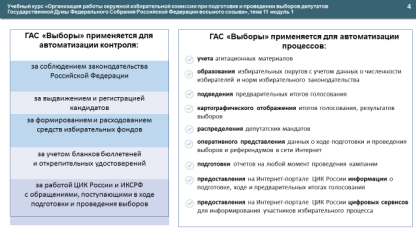 Учебный курс «Организация работы окружной избирательной комиссии при подготовке и проведении выборов депутатов
Государственной Думы Федерального Собрания Российской Федерации восьмого созыва», тема 11 модуль 1
4
ГАС «Выборы» применяется для
автоматизации контроля:
за соблюдением законодательства
Российской Федерации
за выдвижением и регистрацией
кандидатов
за формированием и расходованием
средств избирательных фондов
за учетом бланков бюллетеней
и открепительных удостоверений
за работой ЦИК России и ИКСРФ
с обращениями, поступающими в ходе
подготовки и проведения выборов
ГАС «Выборы» применяется для автоматизации
процессов:
учета агитационных материалов
образования избирательных округов с учетом данных о численности
избирателей и норм избирательного законодательства
подведения предварительных итогов голосования
картографического отображения итогов голосования, результатов
выборов
распределения депутатских мандатов
оперативного представления данных о ходе подготовки и проведения
выборов и референдумов в сети Интернет
подготовки отчетов на любой момент проведения кампании
предоставления на Интернет-портале ЦИК России информации о
подготовке, ходе и предварительных итогах голосования
предоставления на Интернет-портале ЦИК России цифровых сервисов
для информирования участников избирательного процесса